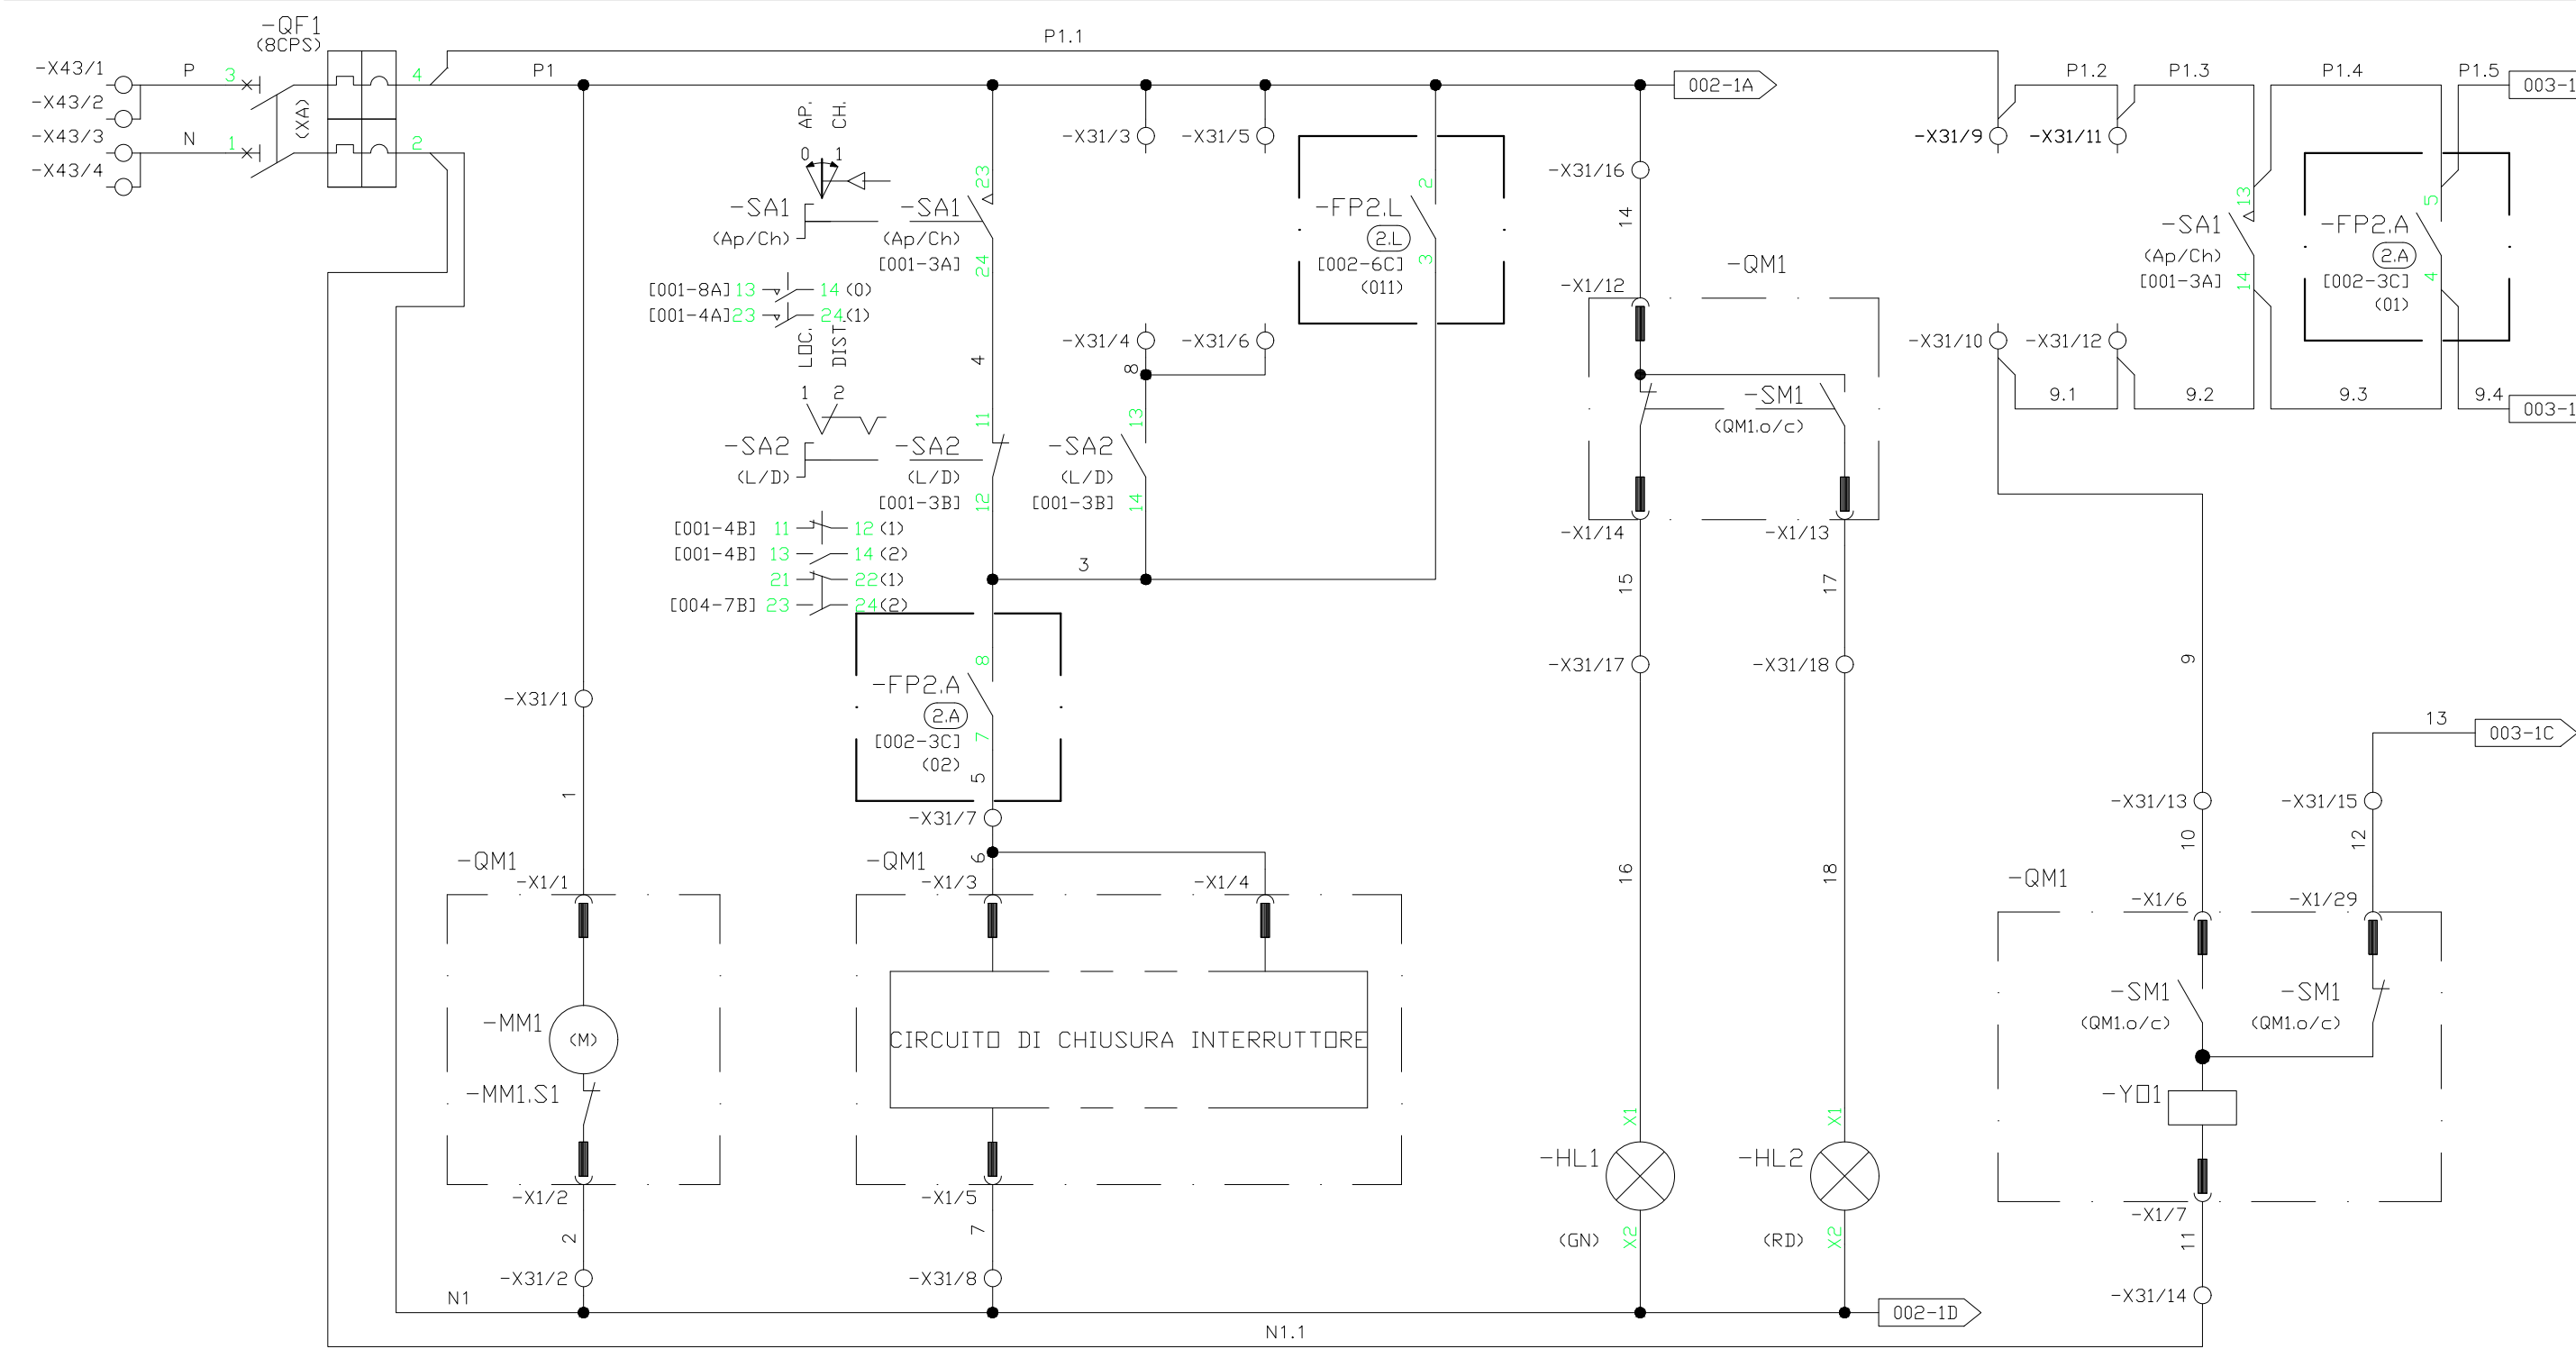 -QF1
(8CPS)
P1.1
-X43/1
P
3
4
P1
002-1A
P1.2
P1.3
P1.4
P1.5
003-1
-X43/2
(XA)
AP.
CH.
-X43/3
N
1
2
-X31/3
-X31/5
-X31/9
-X31/11
-X43/4
0
1
-X31/16
23
2
13
5
-SA1
(Ap/Ch)
-SA1
(Ap/Ch)
[001-3A]
24
-FP2.L
2.L
[002-6C]
(011)
3
14
-SA1
(Ap/Ch)
[001-3A]
14
-FP2.A
2.A
[002-3C]
(01)
4
-QM1
-X1/12
[001-8A] 13
14 (0)
[001-4A] 23
24 (1)
LOC.
DIST.
4
-X31/4
-X31/6
8
-X31/10
-X31/12
1
2
9.1
9.2
9.3
9.4
003-1
-SM1
(QM1.o/c)
11
13
-SA2
(L/D)
-SA2
(L/D)
[001-3B]
12
-SA2
(L/D)
[001-3B]
14
[001-4B] 11
12 (1)
[001-4B] 13
14 (2)
21
22 (1)
[004-7B] 23
24 (2)
-X1/14
-X1/13
3
15
17
8
-FP2.A
2.A
[002-3C]
(02)
7
5
-X31/17
-X31/18
9
-X31/1
13
003-1C
1
-X31/7
-X31/13
-X31/15
10
12
6
-QM1
-X1/1
-QM1
-X1/3
-X1/4
16
18
-QM1
-X1/6
-X1/29
-MM1
(M)
CIRCUITO DI CHIUSURA INTERRUTTORE
-SM1
(QM1.o/c)
-SM1
(QM1.o/c)
-MM1.S1
-YO1
X1
X1
-HL1
-HL2
-X1/2
-X1/5
-X1/7
2
7
(GN)
X2
(RD)
X2
11
-X31/2
-X31/8
-X31/14
N1
002-1D
N1.1